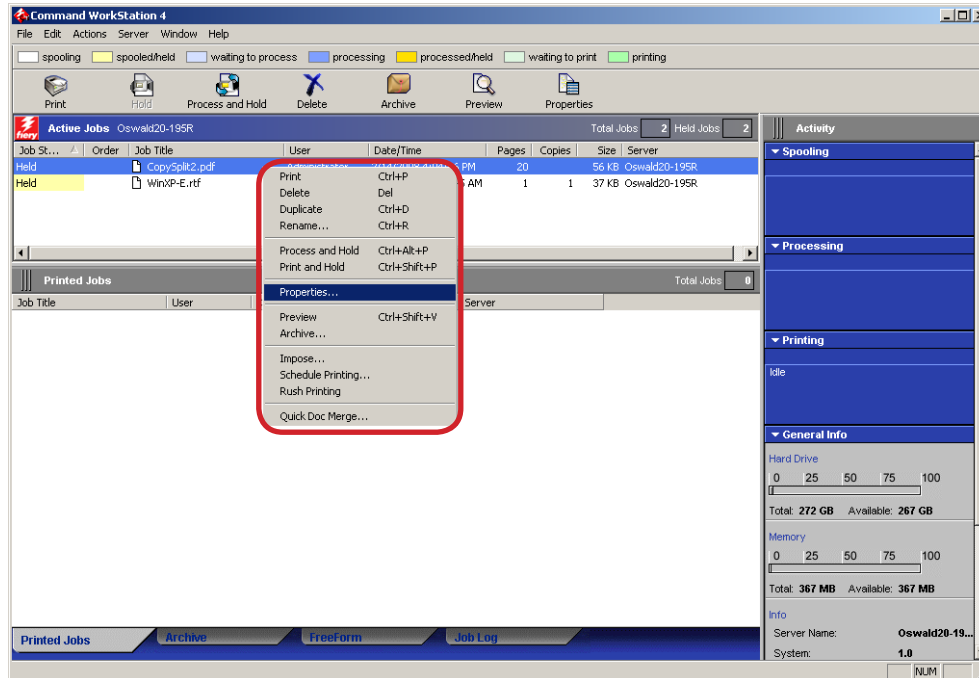 Command WorkStation 4
File Edit Actions Server Window Help
spooling spooled/held waiting to process processing processed/held waiting to print printing
Print Hold Process and Hold Delete Archive Preview Properties
fiery Active Jobs Oswald20-195R Total Jobs 2 Held Jobs 2
Job St... Order Job Title User Date/Time Pages Copies Size Server
Held CopySplit2.pdf PM 20 56 KB Oswald20-195R
Held WinXP-E.rtf AM 1 1 37 KB Oswald20-195R
Print Ctrl+P
Delete Del
Duplicate Ctrl+D
Rename... Ctrl+R
Process and Hold Ctrl+Alt+P
Print and Hold Ctrl+Shift+P
Properties...
Preview Ctrl+Shift+V
Archive...
Impose...
Schedule Printing...
Rush Printing
Quick Doc Merge...
Printed Jobs Total Jobs 0
Job Title User Server
Printed Jobs Archive FreeForm Job Log
Activity
Spooling
Processing
Printing
Idle
General Info
Hard Drive
0 25 50 75 100
Total: 272 GB Available: 267 GB
Memory
0 25 50 75 100
Total: 367 MB Available: 367 MB
Info
Server Name: Oswald20-19...
System: 1.0
NUM